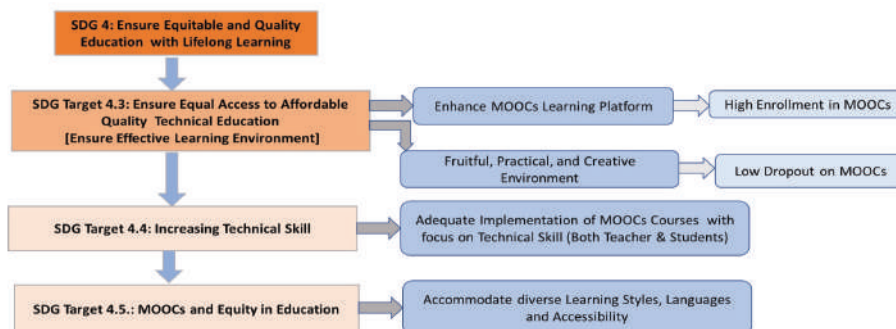 SDG 4: Ensure Equitable and Quality
Education with Lifelong Learning
SDG Target 4.3: Ensure Equal Access to Affordable
Quality Technical Education
[Ensure Effective Learning Environment]
Enhance MOOCs Learning Platform
High Enrollment in MOOCs
Fruitful, Practical, and Creative
Environment
Low Dropout on MOOCs
SDG Target 4.4: Increasing Technical Skill
Adequate Implementation of MOOCs Courses with
focus on Technical Skill (Both Teacher & Students)
SDG Target 4.5.: MOOCs and Equity in Education
Accommodate diverse Learning Styles, Languages
and Accessibility